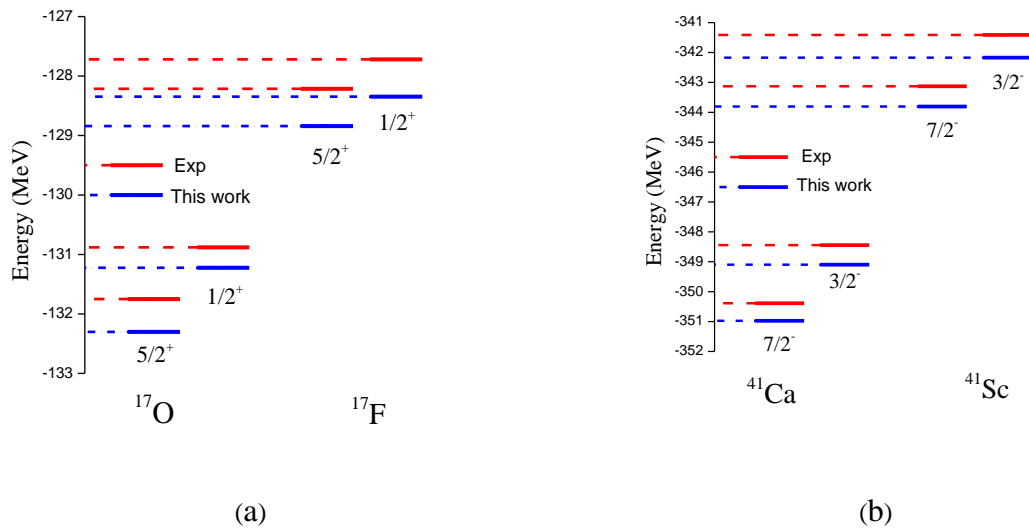 -127
-128
-129
-130
-131
-132
-133
Energy (MeV)
Exp
This work
1/2⁺
5/2⁺
1/2⁺
5/2⁺
¹⁷O
¹⁷F
(a)
-341
-342
-343
-344
-345
-346
-347
-348
-349
-350
-351
-352
Energy (MeV)
Exp
This work
3/2⁻
7/2⁻
3/2⁻
7/2⁻
⁴¹Ca
⁴¹Sc
(b)